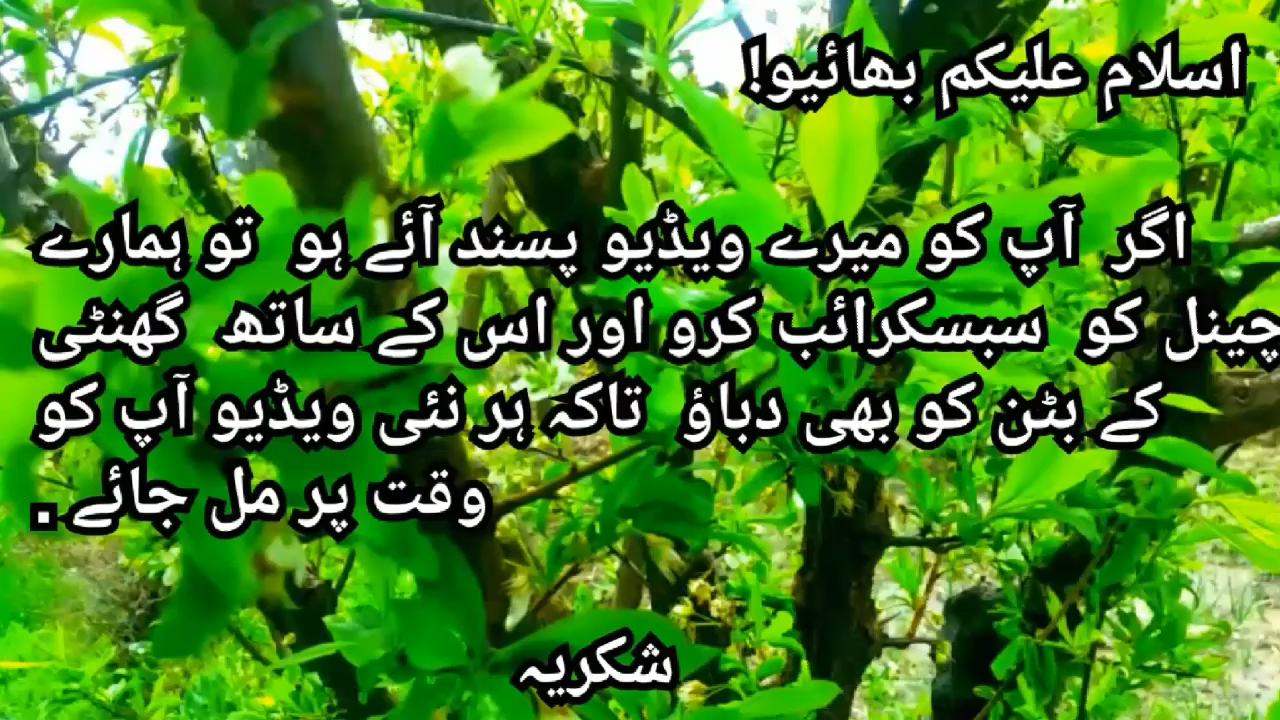 اسلام علیکم بھائیو!
اگر آپ کو میرے ویڈیو پسند آئے ہو تو ہمارے
چینل کو سبسکرائب کرو اور اس کے ساتھ گھنٹی
کے بٹن کو بھی دباؤ تاکہ ہر نئی ویڈیو آپ کو
وقت پر مل جائے .
شکریہ